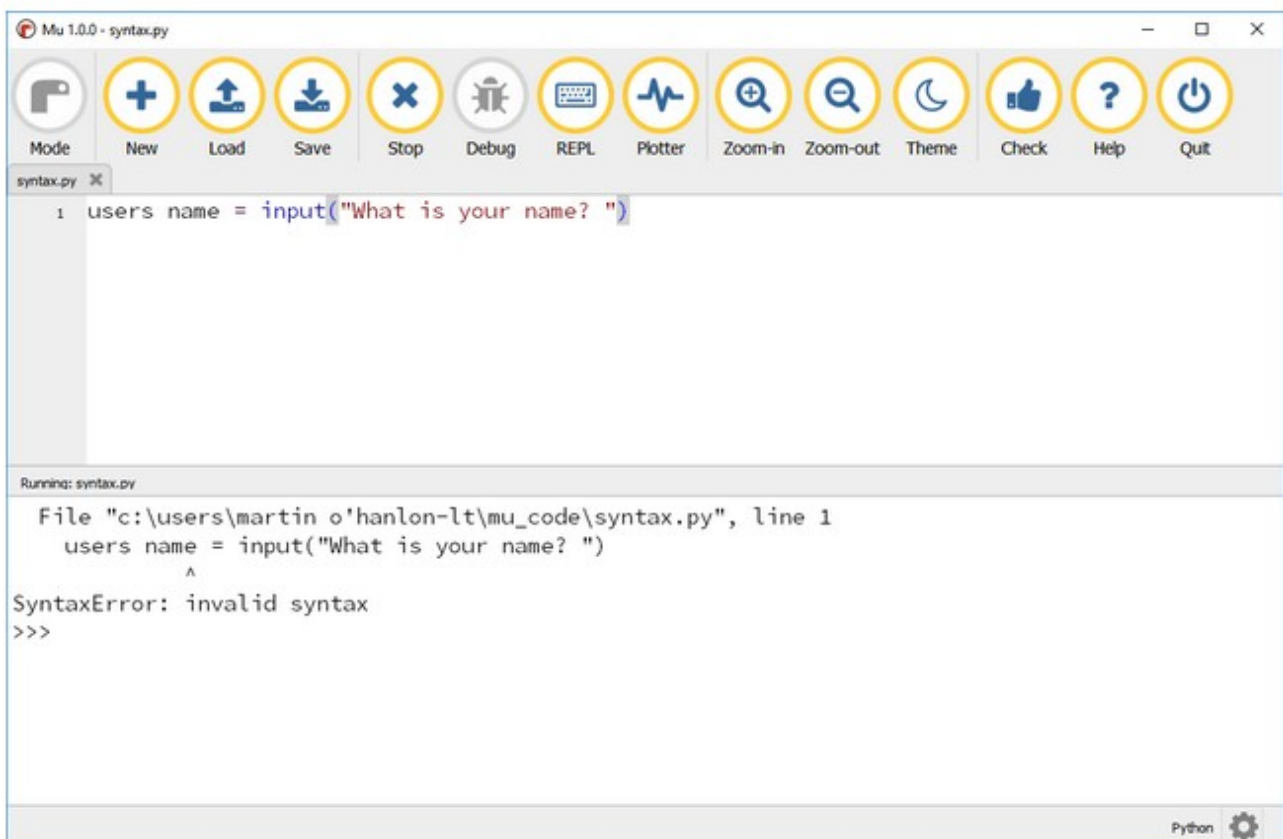 Mu 1.0.0 - syntax.py
Mode New Load Save Stop Debug REPL Plotter Zoom-in Zoom-out Theme Check Help Quit
syntax.py
1 users name = input("What is your name? ")
Running: syntax.py
File "c:\users\martin o'hanlon-lt\mu_code\syntax.py", line 1
users name = input("What is your name? ")
^
SyntaxError: invalid syntax
>>>
Python